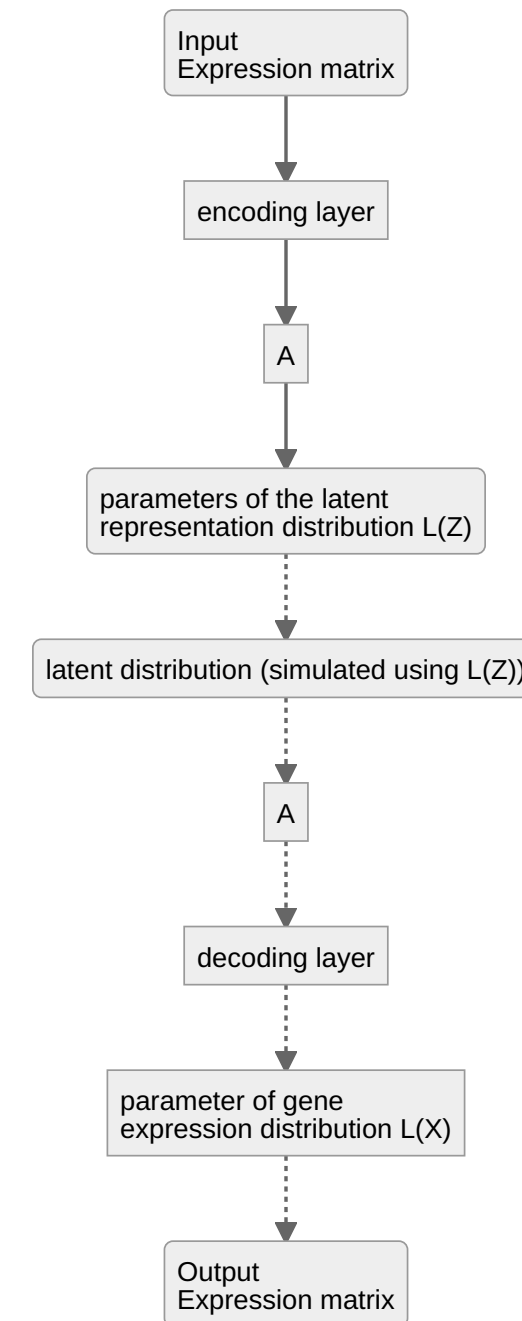 Input
Expression matrix
encoding layer
A
parameters of the latent
representation distribution L(Z)
latent distribution (simulated using L(Z))
A
decoding layer
parameter of gene
expression distribution L(X)
Output
Expression matrix